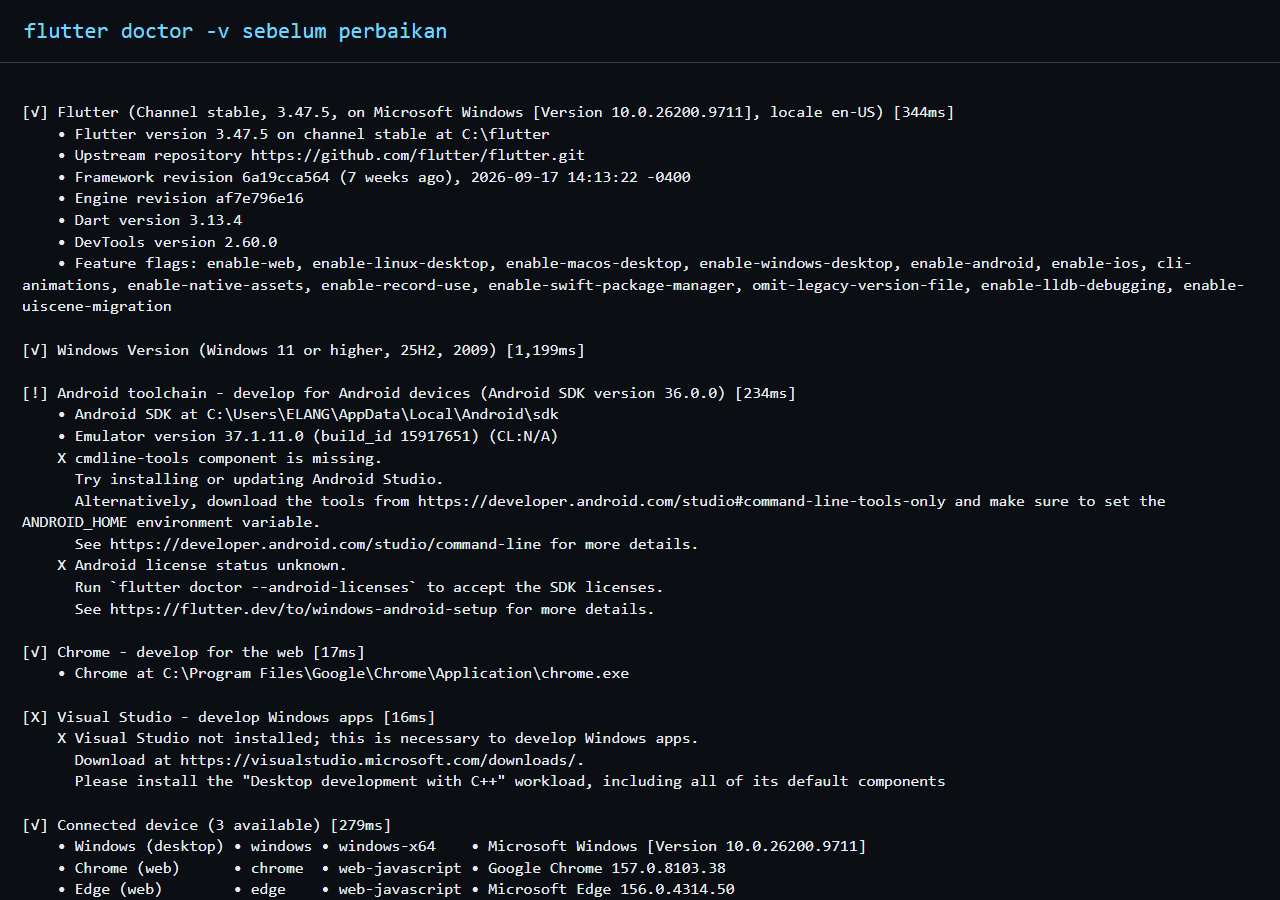 flutter doctor -v sebelum perbaikan
[√] Flutter (Channel stable, 3.47.5, on Microsoft Windows [Version 10.0.26200.9711], locale en-US) [344ms]
    • Flutter version 3.47.5 on channel stable at C:\flutter
    • Upstream repository https://github.com/flutter/flutter.git
    • Framework revision 6a19cca564 (7 weeks ago), 2026-09-17 14:13:22 -0400
    • Engine revision af7e796e16
    • Dart version 3.13.4
    • DevTools version 2.60.0
    • Feature flags: enable-web, enable-linux-desktop, enable-macos-desktop, enable-windows-desktop, enable-android, enable-ios, cli-
animations, enable-native-assets, enable-record-use, enable-swift-package-manager, omit-legacy-version-file, enable-lldb-debugging, enable-
uiscene-migration
[√] Windows Version (Windows 11 or higher, 25H2, 2009) [1,199ms]
[!] Android toolchain - develop for Android devices (Android SDK version 36.0.0) [234ms]
    • Android SDK at C:\Users\ELANG\AppData\Local\Android\sdk
    • Emulator version 37.1.11.0 (build_id 15917651) (CL:N/A)
    X cmdline-tools component is missing.
      Try installing or updating Android Studio.
      Alternatively, download the tools from https://developer.android.com/studio#command-line-tools-only and make sure to set the
ANDROID_HOME environment variable.
      See https://developer.android.com/studio/command-line for more details.
    X Android license status unknown.
      Run `flutter doctor --android-licenses` to accept the SDK licenses.
      See https://flutter.dev/to/windows-android-setup for more details.
[√] Chrome - develop for the web [17ms]
    • Chrome at C:\Program Files\Google\Chrome\Application\chrome.exe
[X] Visual Studio - develop Windows apps [16ms]
    X Visual Studio not installed; this is necessary to develop Windows apps.
      Download at https://visualstudio.microsoft.com/downloads/.
      Please install the "Desktop development with C++" workload, including all of its default components
[√] Connected device (3 available) [279ms]
    • Windows (desktop) • windows • windows-x64    • Microsoft Windows [Version 10.0.26200.9711]
    • Chrome (web)      • chrome  • web-javascript • Google Chrome 157.0.8103.38
    • Edge (web)        • edge    • web-javascript • Microsoft Edge 156.0.4314.50